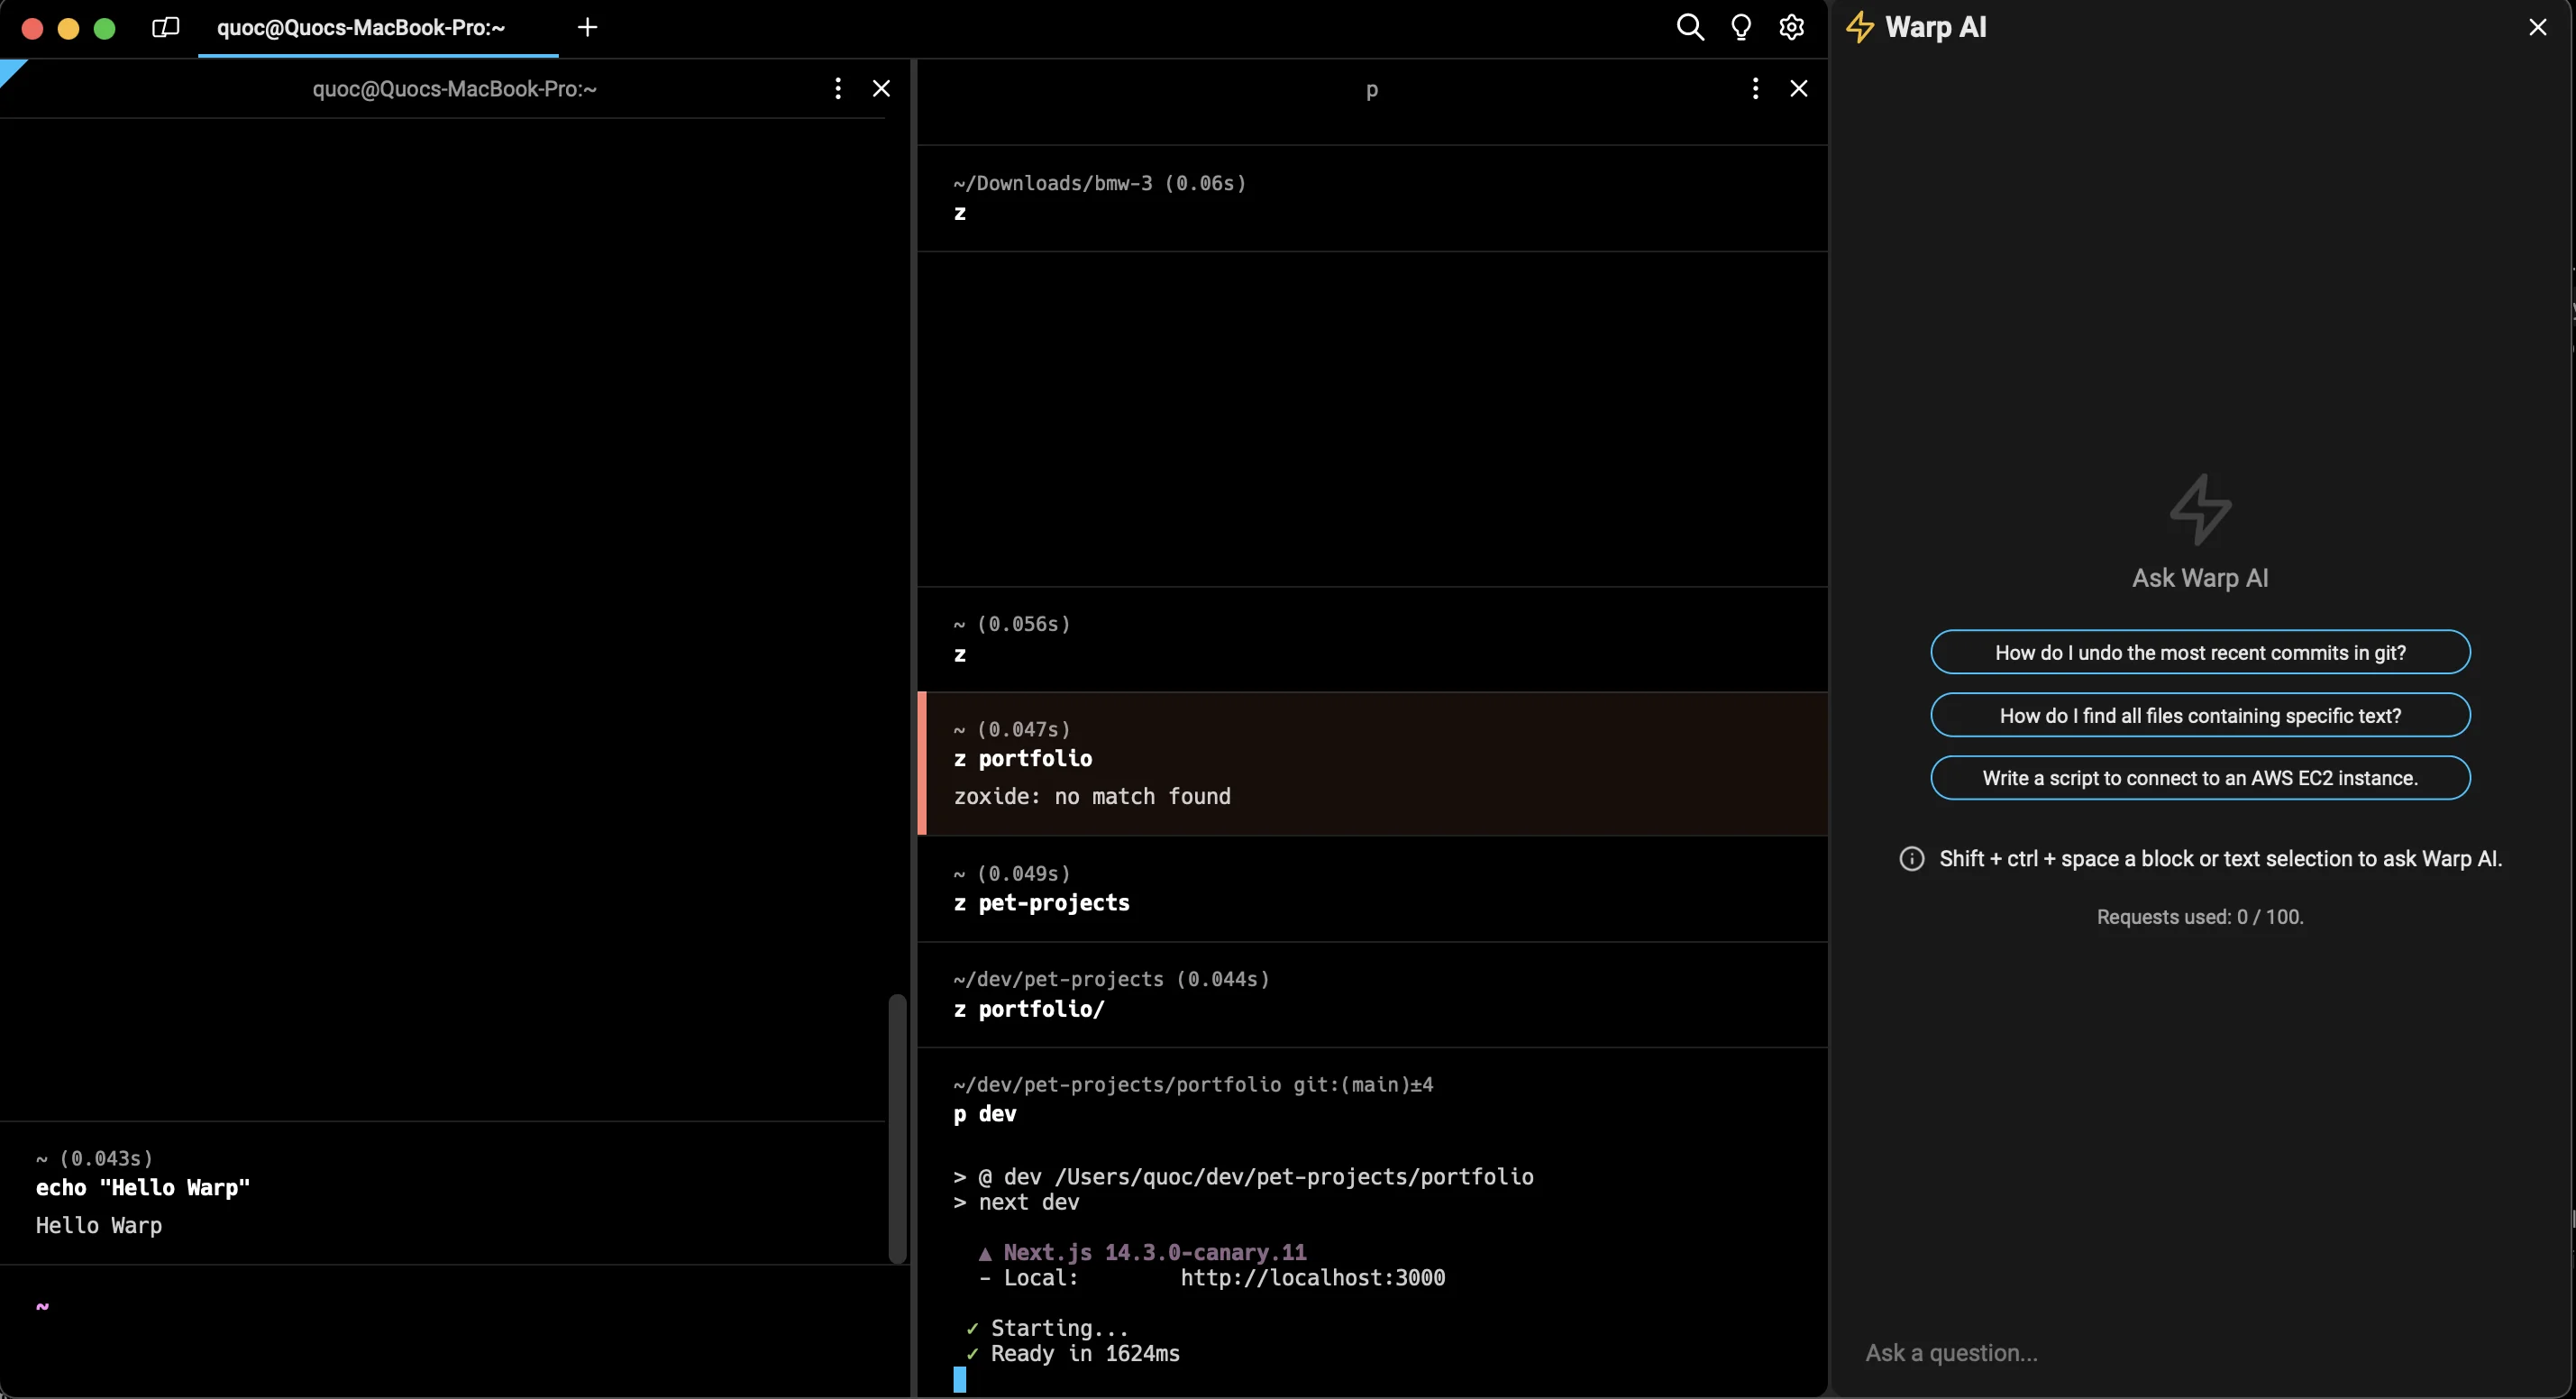 quoc@Quocs-MacBook-Pro:~
quoc@Quocs-MacBook-Pro:~
~ (0.043s)
echo "Hello Warp"
Hello Warp
~
p
~/Downloads/bmw-3 (0.06s)
z
~ (0.056s)
z
~ (0.047s)
z portfolio
zoxide: no match found
~ (0.049s)
z pet-projects
~/dev/pet-projects (0.044s)
z portfolio/
~/dev/pet-projects/portfolio git:(main)±4
p dev
> @ dev /Users/quoc/dev/pet-projects/portfolio
> next dev
▲ Next.js 14.3.0-canary.11
- Local: http://localhost:3000
✓ Starting...
✓ Ready in 1624ms
Warp AI
Ask Warp AI
How do I undo the most recent commits in git?
How do I find all files containing specific text?
Write a script to connect to an AWS EC2 instance.
Shift + ctrl + space a block or text selection to ask Warp AI.
Requests used: 0 / 100.
Ask a question...